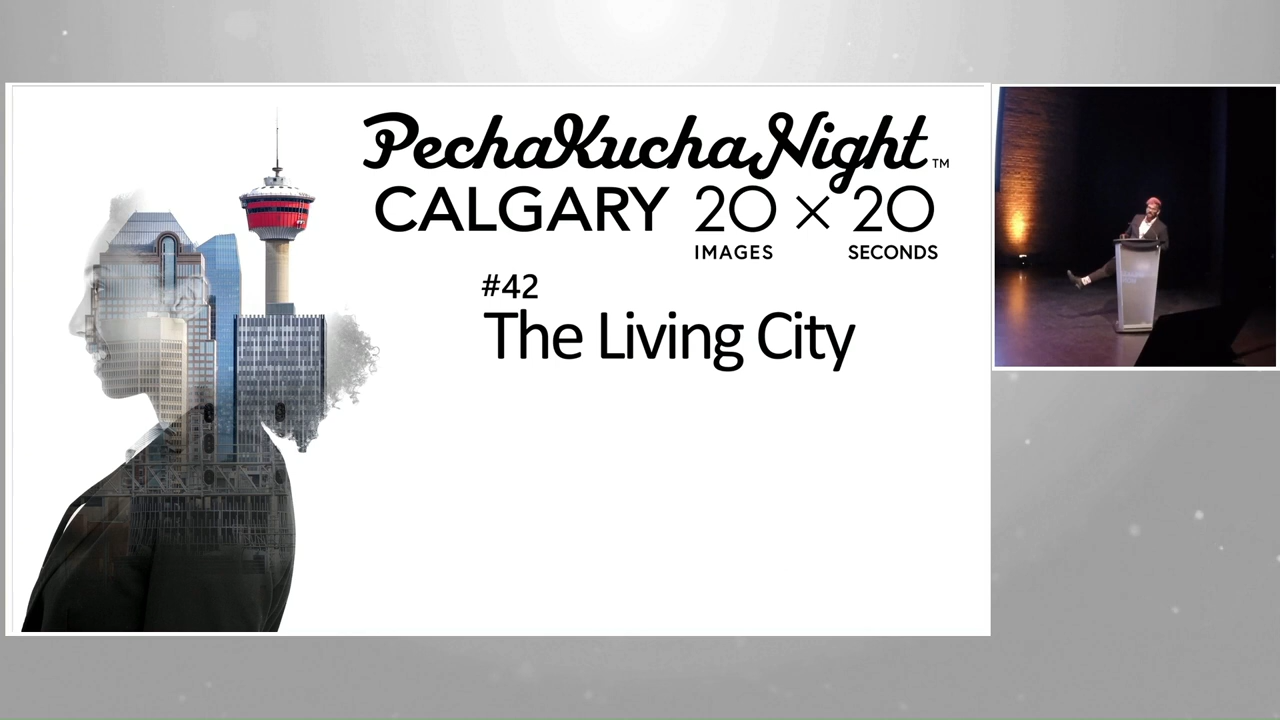 PechaKuchaNight™
CALGARY 20 × 20
IMAGES SECONDS
#42
The Living City